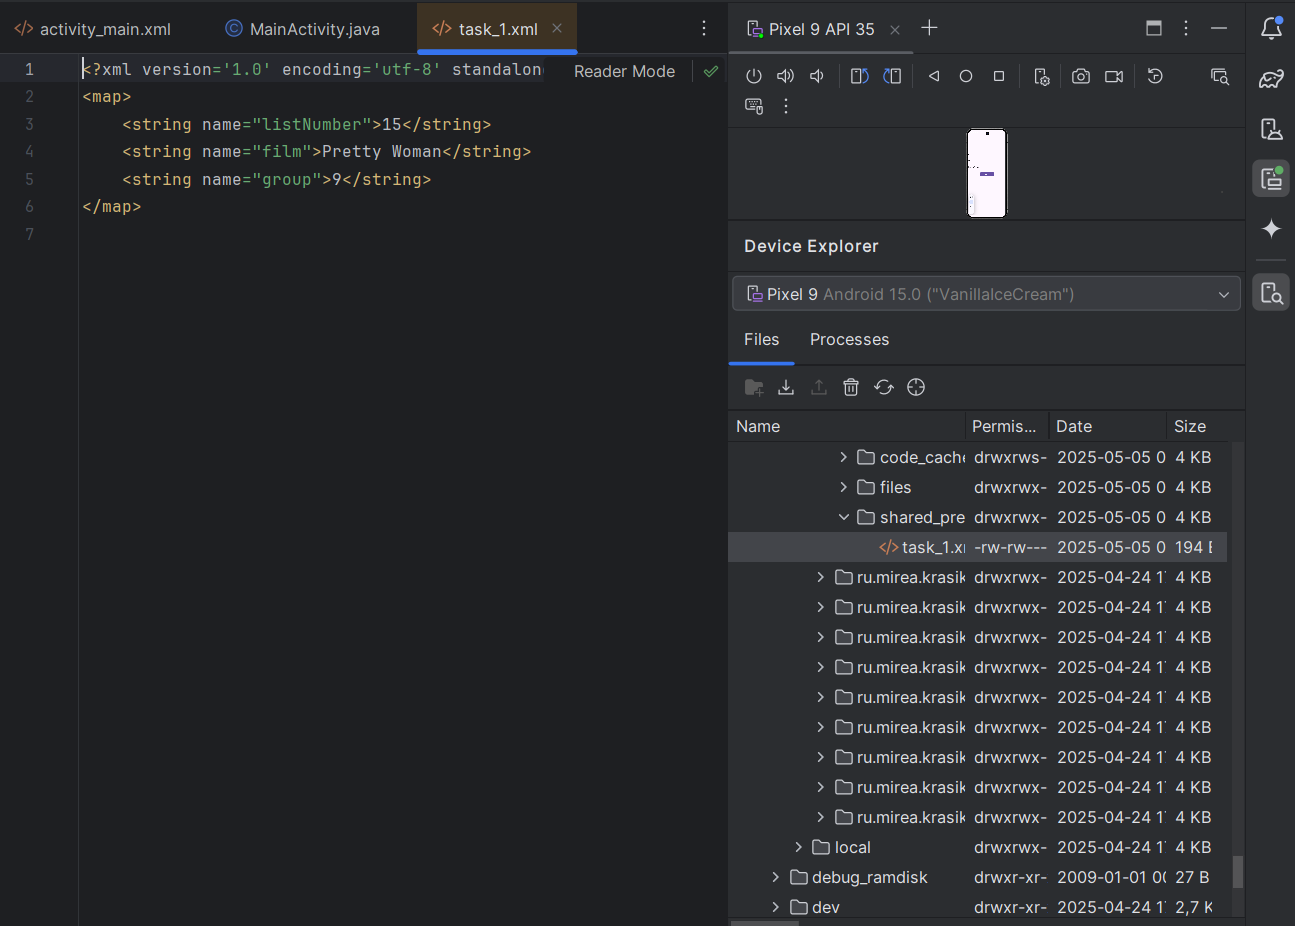 </> activity_main.xml
MainActivity.java
</> task_1.xml
Pixel 9 API 35
1 <?xml version='1.0' encoding='utf-8' standalon
Reader Mode
2 <map>
3 <string name="listNumber">15</string>
4 <string name="film">Pretty Woman</string>
5 <string name="group">9</string>
6 </map>
7
Device Explorer
Pixel 9 Android 15.0 ("VanillaIceCream")
Files Processes
Name Permis... Date Size
code_cache drwxrws- 2025-05-05 0 4 KB
files drwxrwx- 2025-05-05 0 4 KB
shared_pre drwxrwx- 2025-05-05 0 4 KB
</> task_1.x -rw-rw--- 2025-05-05 0 194
ru.mirea.krasik drwxrwx- 2025-04-24 1 4 KB
ru.mirea.krasik drwxrwx- 2025-04-24 1 4 KB
ru.mirea.krasik drwxrwx- 2025-04-24 1 4 KB
ru.mirea.krasik drwxrwx- 2025-04-24 1 4 KB
ru.mirea.krasik drwxrwx- 2025-04-24 1 4 KB
ru.mirea.krasik drwxrwx- 2025-04-24 1 4 KB
ru.mirea.krasik drwxrwx- 2025-04-24 1 4 KB
ru.mirea.krasik drwxrwx- 2025-04-24 1 4 KB
ru.mirea.krasik drwxrwx- 2025-04-24 1 4 KB
local drwxrwx- 2025-04-24 1 4 KB
debug_ramdisk drwxr-xr- 2009-01-01 0 27 B
dev drwxr-xr- 2025-04-24 1 2,7 K